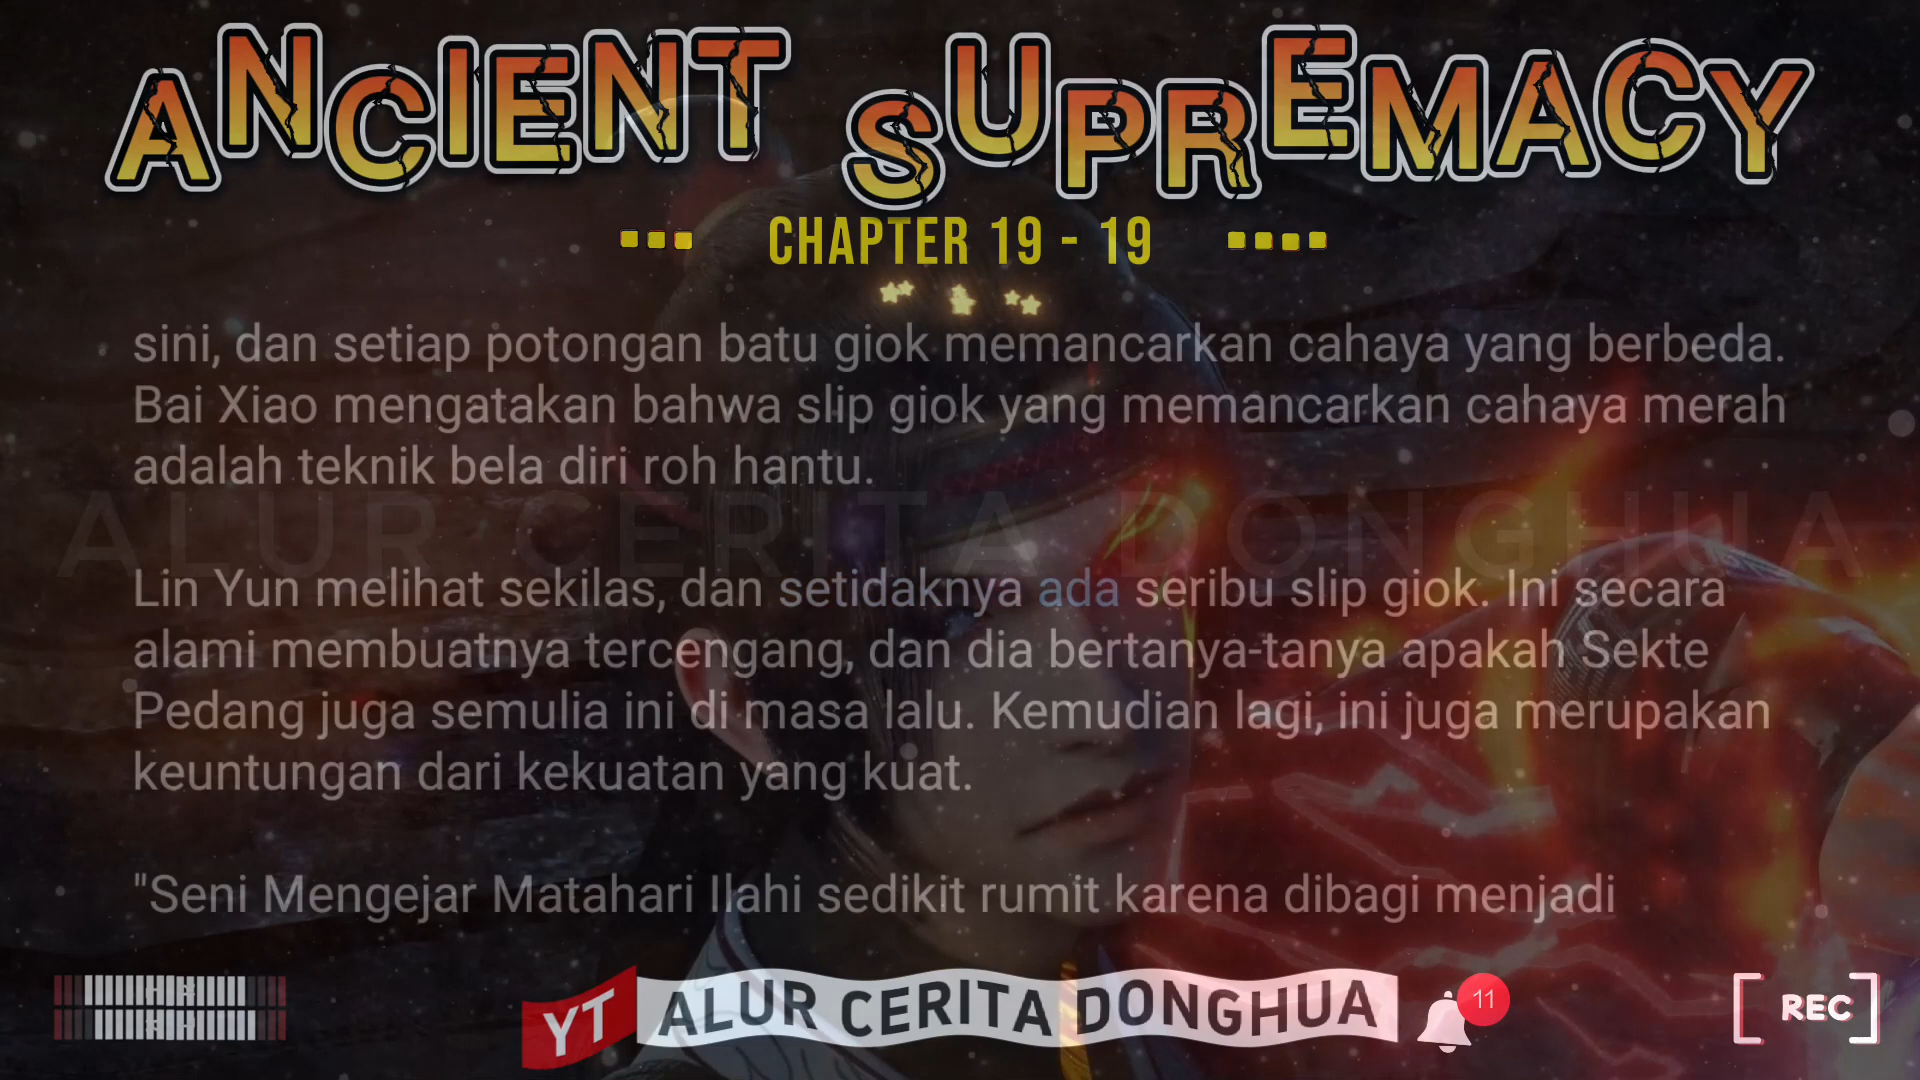 ANCIENT SUPREMACY
CHAPTER 19 - 19
sini, dan setiap potongan batu giok memancarkan cahaya yang berbeda.
Bai Xiao mengatakan bahwa slip giok yang memancarkan cahaya merah
adalah teknik bela diri roh hantu.
ALUR CERITA DONGHUA
Lin Yun melihat sekilas, dan setidaknya ada seribu slip giok. Ini secara
alami membuatnya tercengang, dan dia bertanya-tanya apakah Sekte
Pedang juga semulia ini di masa lalu. Kemudian lagi, ini juga merupakan
keuntungan dari kekuatan yang kuat.
"Seni Mengejar Matahari Ilahi sedikit rumit karena dibagi menjadi
YT ALUR CERITA DONGHUA
11
REC